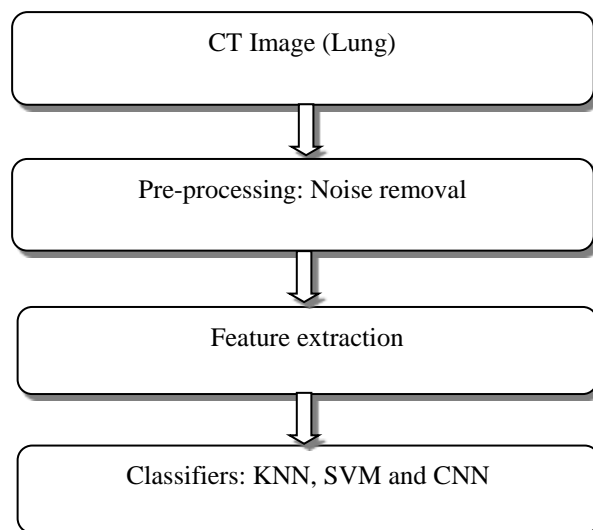 CT Image (Lung)
Pre-processing: Noise removal
Feature extraction
Classifiers: KNN, SVM and CNN